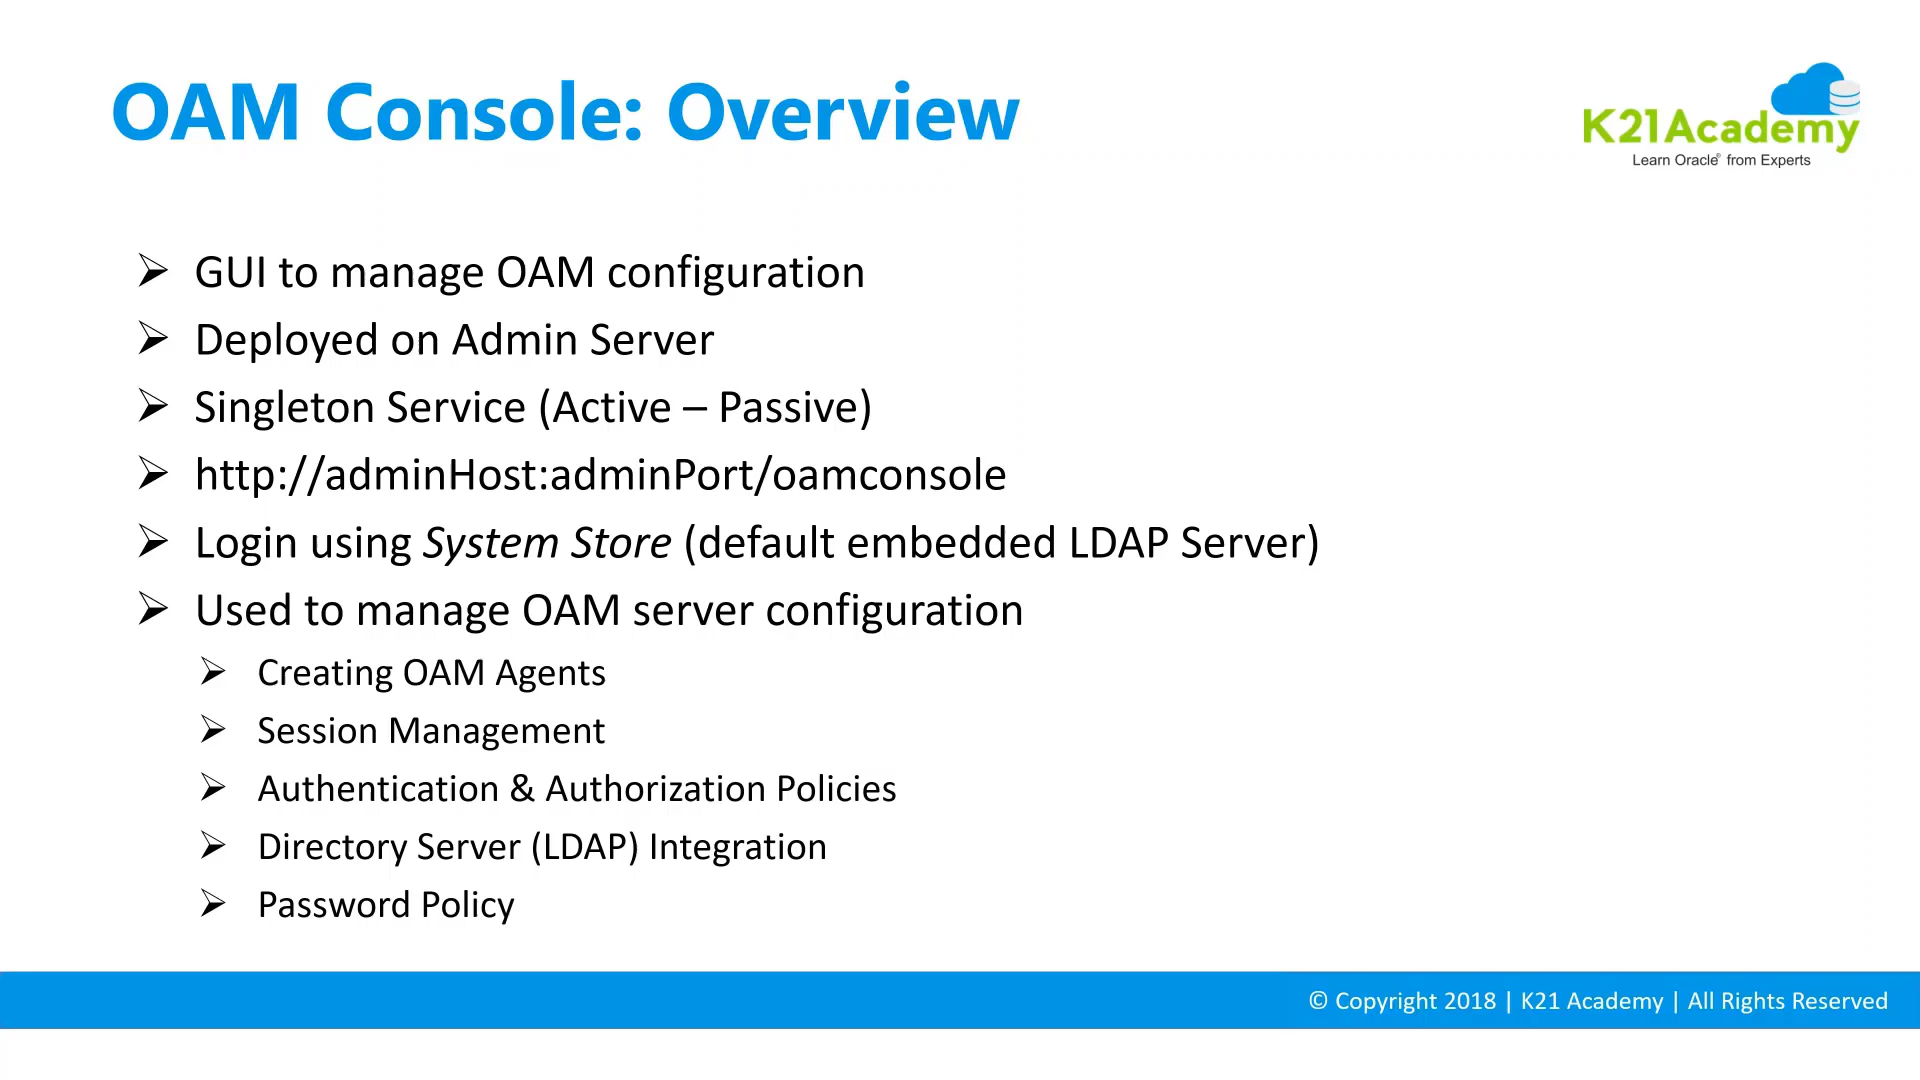 OAM Console: Overview
K21Academy
Learn Oracle® from Experts
➢ GUI to manage OAM configuration
➢ Deployed on Admin Server
➢ Singleton Service (Active – Passive)
➢ http://adminHost:adminPort/oamconsole
➢ Login using System Store (default embedded LDAP Server)
➢ Used to manage OAM server configuration
➢ Creating OAM Agents
➢ Session Management
➢ Authentication & Authorization Policies
➢ Directory Server (LDAP) Integration
➢ Password Policy
© Copyright 2018 | K21 Academy | All Rights Reserved